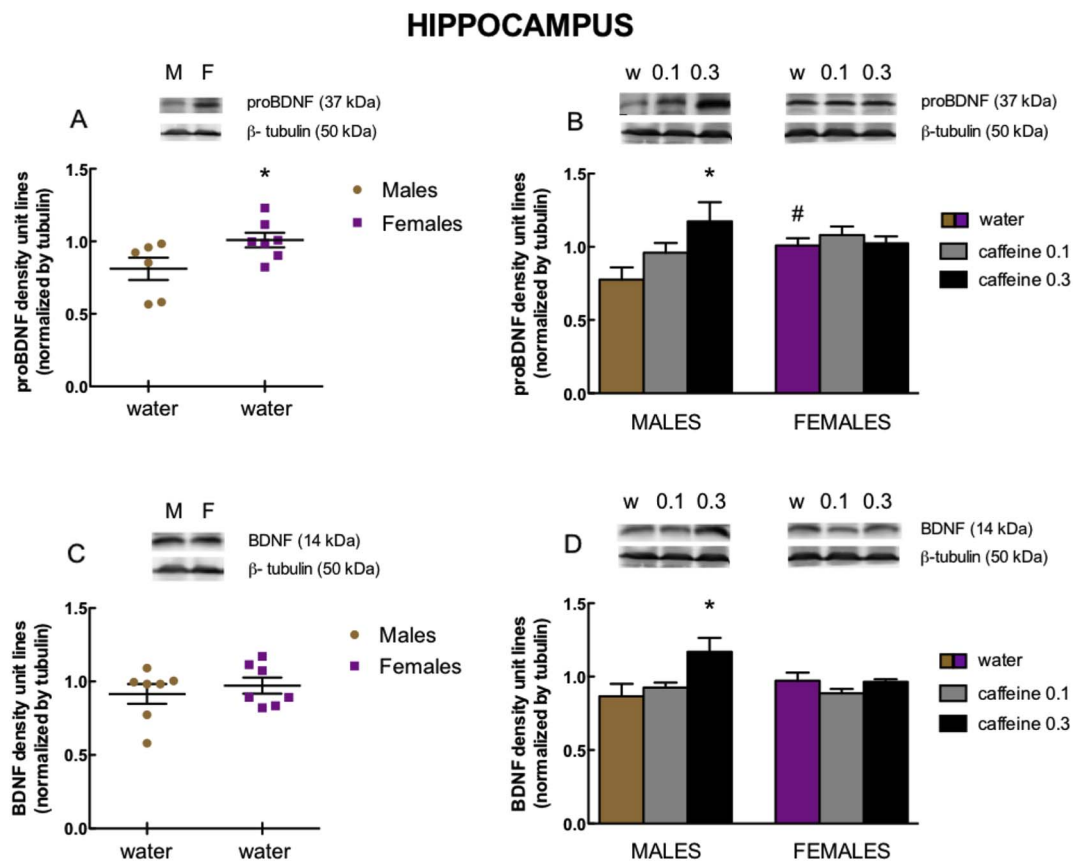 HIPPOCAMPUS
A
M F
proBDNF (37 kDa)
β- tubulin (50 kDa)
proBDNF density unit lines
(normalized by tubulin)
1.5
1.0
0.5
0.0
*
water
water
Males
Females
B
w 0.1 0.3
w 0.1 0.3
proBDNF (37 kDa)
β-tubulin (50 kDa)
proBDNF density unit lines
(normalized by tubulin)
1.5
1.0
0.5
0.0
*
#
MALES
FEMALES
water
caffeine 0.1
caffeine 0.3
C
M F
BDNF (14 kDa)
β- tubulin (50 kDa)
BDNF density unit lines
(normalized by tubulin)
1.5
1.0
0.5
0.0
water
water
Males
Females
D
w 0.1 0.3
w 0.1 0.3
BDNF (14 kDa)
β-tubulin (50 kDa)
BDNF density unit lines
(normalized by tubulin)
1.5
1.0
0.5
0.0
*
MALES
FEMALES
water
caffeine 0.1
caffeine 0.3